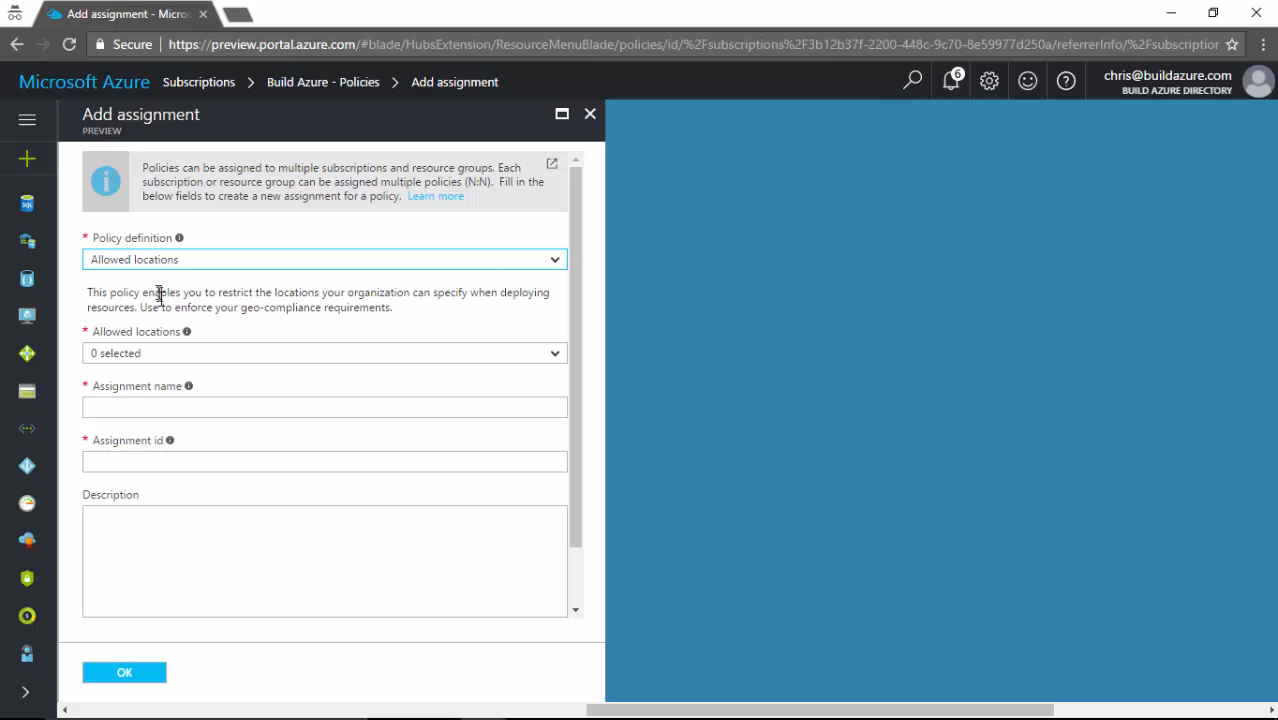 Add assignment - Micros
Secure
https://preview.portal.azure.com/#blade/HubsExtension/ResourceMenuBlade/policies/id/%2Fsubscriptions%2F3b12b37f-2200-448c-9c70-8e59977d250a/referrerInfo/%2Fsubscription
Microsoft Azure
Subscriptions
Build Azure - Policies
Add assignment
6
chris@buildazure.com
BUILD AZURE DIRECTORY
Add assignment
PREVIEW
Policies can be assigned to multiple subscriptions and resource groups. Each
subscription or resource group can be assigned multiple policies (N:N). Fill in the
below fields to create a new assignment for a policy. Learn more
* Policy definition
Allowed locations
This policy enables you to restrict the locations your organization can specify when deploying
resources. Use to enforce your geo-compliance requirements.
* Allowed locations
0 selected
* Assignment name
* Assignment id
Description
OK
SQL